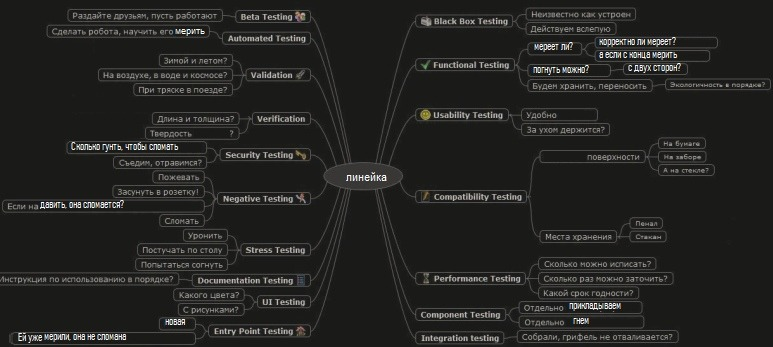 Раздайте друзьям, пусть работают
Beta Testing
Сделать робота, научить его мерить
Automated Testing
Зимой и летом?
На воздухе, в воде и космосе?
При тряске в поезде?
Validation
Длина и толщина?
Твердость ?
Verification
Сколько гунть, чтобы сломать
Съедим, отравимся?
Security Testing
Пожевать
Засунуть в розетку!
Если на давить, она сломается?
Сломать
Negative Testing
Уронить
Постучать по столу
Попытаться согнуть
Stress Testing
Инструкция по использованию в порядке?
Documentation Testing
Какого цвета?
С рисунками?
UI Testing
новая
Ей уже мерили, она не сломана
Entry Point Testing
линейка
Black Box Testing
Неизвестно как устроен
Действуем вслепую
Functional Testing
мереет ли?
корректно ли мереет?
а если с конца мерить
погнуть можно?
с двух сторон?
Будем хранить, переносить
Экологичность в порядке?
Usability Testing
Удобно
За ухом держится?
Compatibility Testing
поверхности
На бумаге
На заборе
А на стекле?
Места хранения
Пенал
Стакан
Performance Testing
Сколько можно исписать?
Сколько раз можно заточить?
Какой срок годности?
Component Testing
Отдельно прикладываем
Отдельно гнем
Integration testing
Собрали, грифель не отваливается?